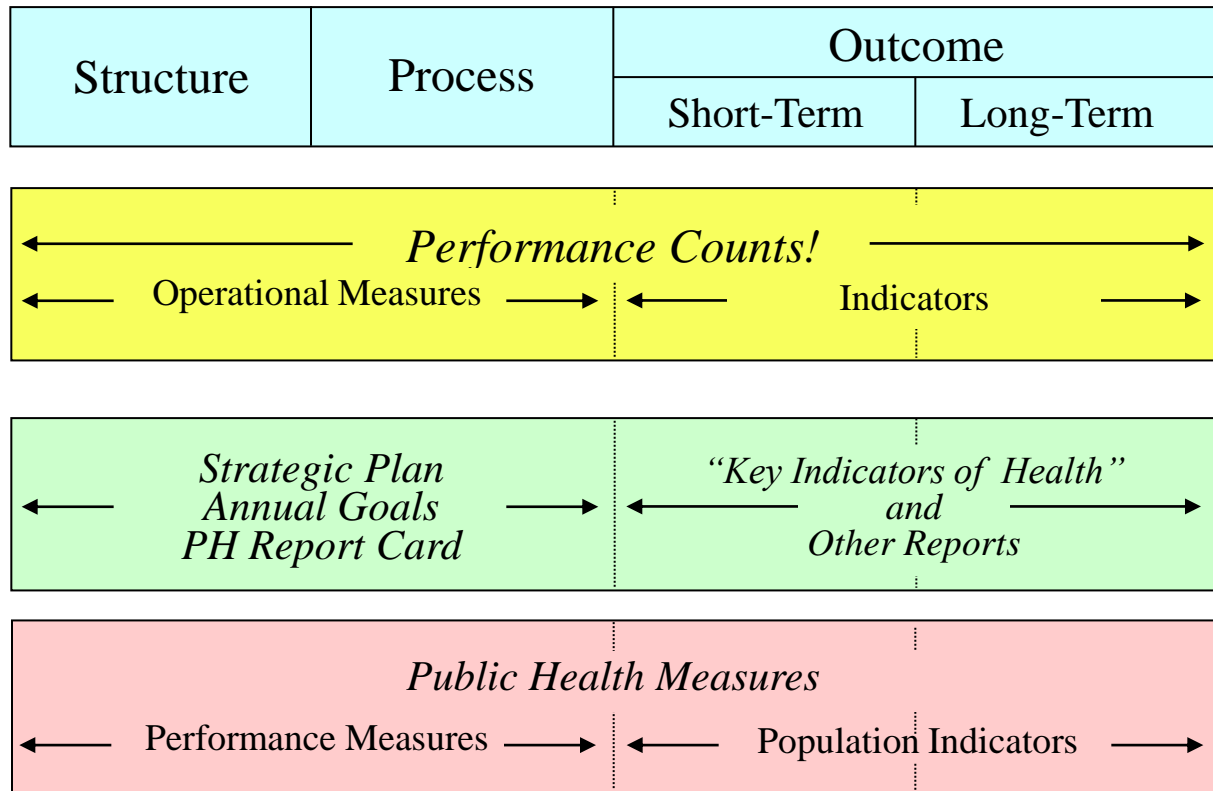 Structure
Process
Outcome
Short-Term
Long-Term
Performance Counts!
Operational Measures
Indicators
Strategic Plan
Annual Goals
PH Report Card
“Key Indicators of Health”
and
Other Reports
Public Health Measures
Performance Measures
Population Indicators